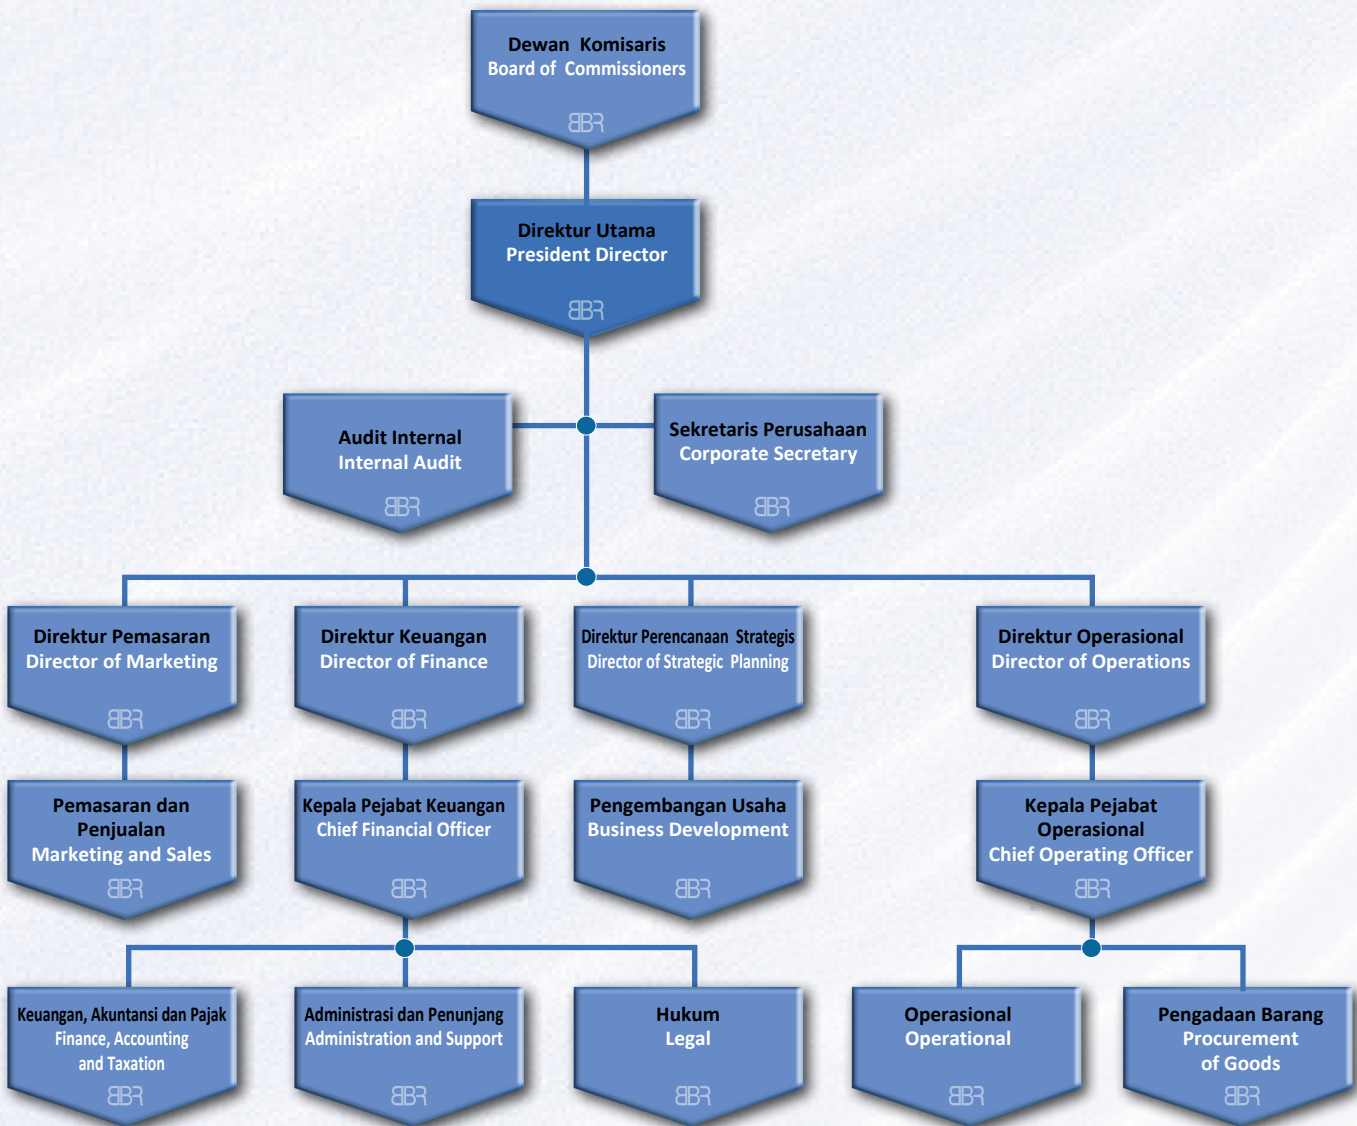 Dewan Komisaris
Board of Commissioners
BBR
Direktur Utama
President Director
BBR
Audit Internal
Internal Audit
BBR
Sekretaris Perusahaan
Corporate Secretary
BBR
Direktur Pemasaran
Director of Marketing
BBR
Direktur Keuangan
Director of Finance
BBR
Direktur Perencanaan Strategis
Director of Strategic Planning
BBR
Direktur Operasional
Director of Operations
BBR
Pemasaran dan
Penjualan
Marketing and Sales
BBR
Kepala Pejabat Keuangan
Chief Financial Officer
BBR
Pengembangan Usaha
Business Development
BBR
Kepala Pejabat
Operasional
Chief Operating Officer
BBR
Keuangan, Akuntansi dan Pajak
Finance, Accounting
and Taxation
BBR
Administrasi dan Penunjang
Administration and Support
BBR
Hukum
Legal
BBR
Operasional
Operational
BBR
Pengadaan Barang
Procurement
of Goods
BBR